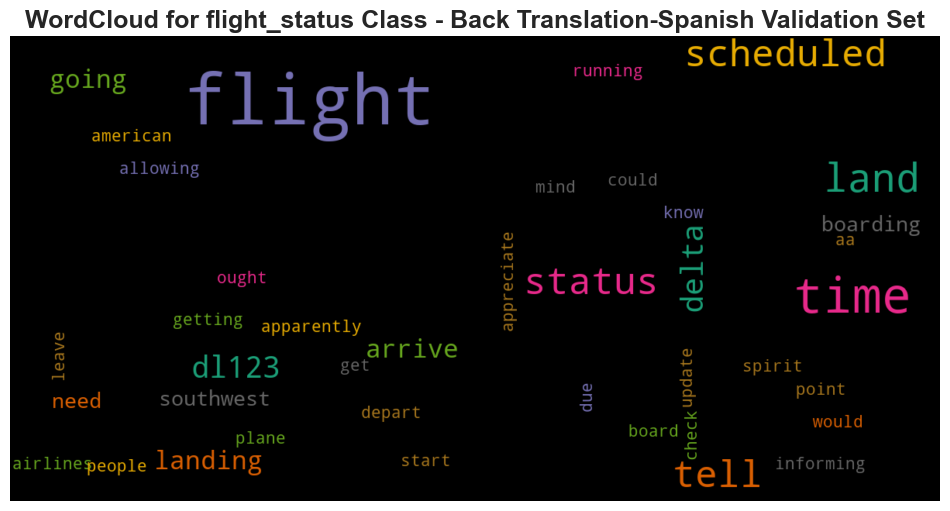 WordCloud for flight_status Class - Back Translation-Spanish Validation Set
scheduled
running
going
flight
american
allowing
land
mind
could
know
boarding
aa
delta
appreciate
ought
status
time
getting
apparently
leave
arrive
dl123
get
update
spirit
due
point
need
southwest
depart
would
check
board
plane
airlines
people
landing
start
tell
informing